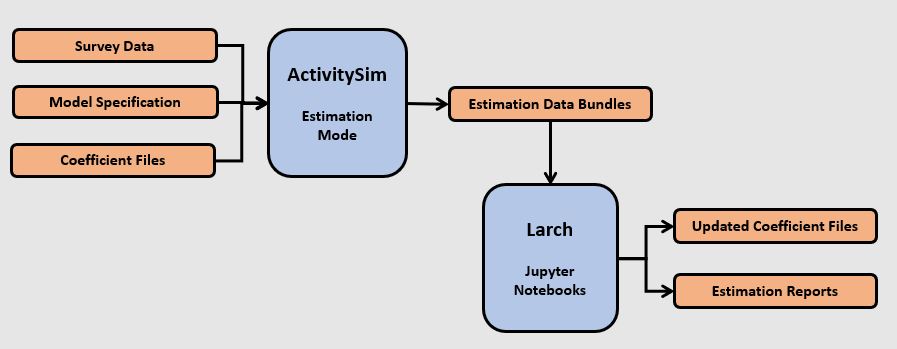 Survey Data
Model Specification
Coefficient Files
ActivitySim
Estimation
Mode
Estimation Data Bundles
Larch
Jupyter
Notebooks
Updated Coefficient Files
Estimation Reports